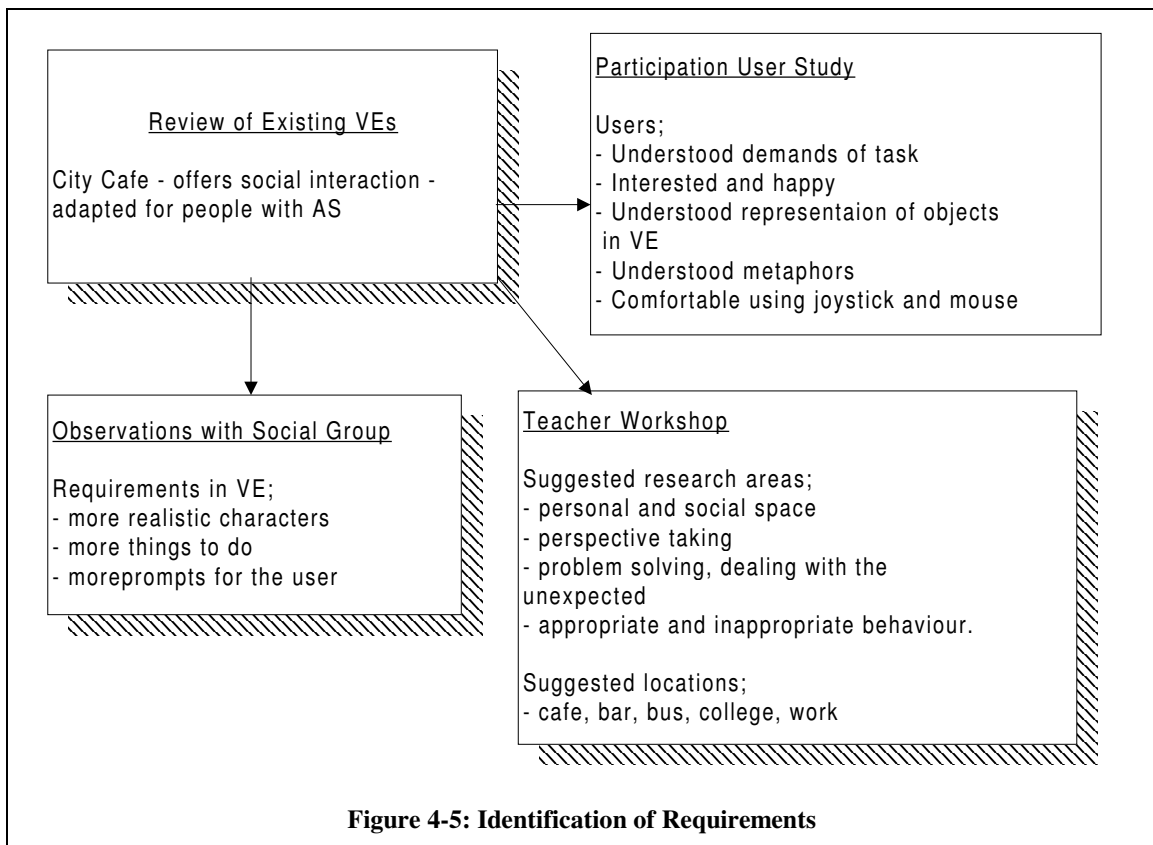 Review of Existing VEs
City Cafe - offers social interaction -
adapted for people with AS
Participation User Study
Users;
- Understood demands of task
- Interested and happy
- Understood representaion of objects
in VE
- Understood metaphors
- Comfortable using joystick and mouse
Observations with Social Group
Requirements in VE;
- more realistic characters
- more things to do
- moreprompts for the user
Teacher Workshop
Suggested research areas;
- personal and social space
- perspective taking
- problem solving, dealing with the
unexpected
- appropriate and inappropriate behaviour.
Suggested locations;
- cafe, bar, bus, college, work
Figure 4-5: Identification of Requirements